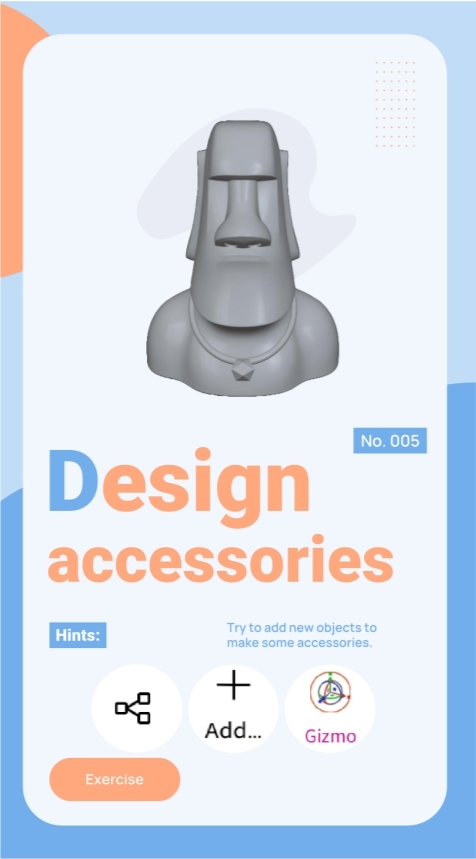 No. 005
Design
accessories
Hints:
Try to add new objects to
make some accessories.
Add...
Gizmo
Exercise